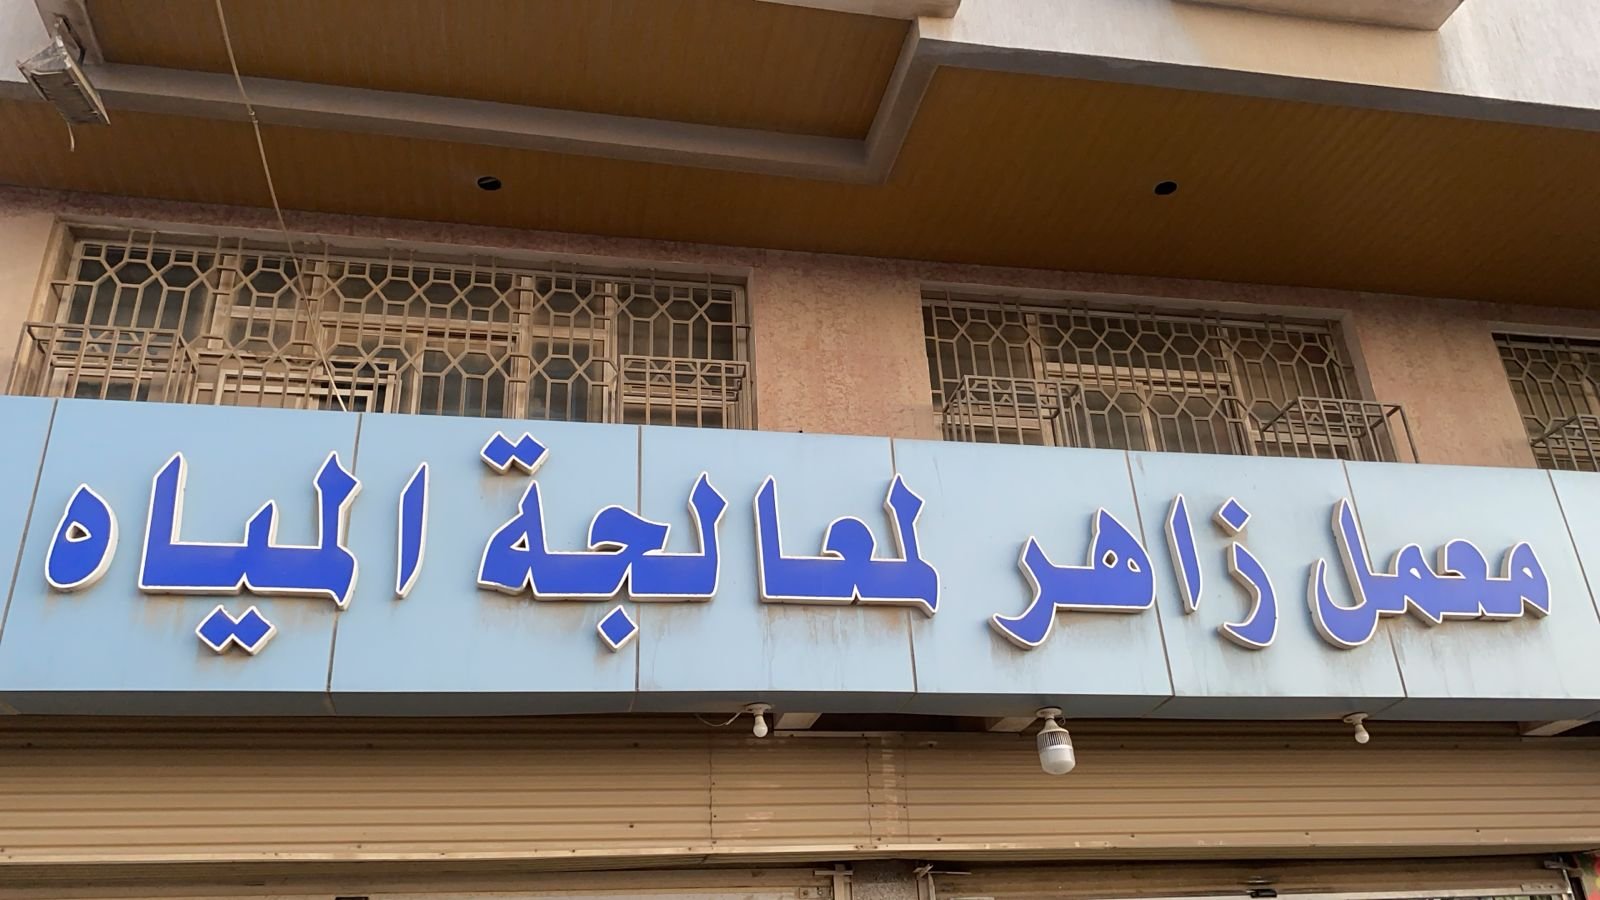 معمل زاهر لمعالجة المياه